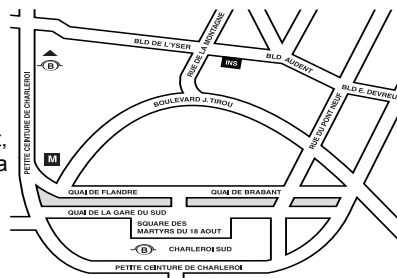 BLD DE L'YSER
RUE DE LA MONTAGNE
BLD AUDENT
BLD E. DEVREU
B
INS
PETITE CEINTURE DE CHARLEROI
BOULEVARD J. TIROU
RUE DU PONT NEUF
t,
a
M
QUAI DE FLANDRE
QUAI DE BRABANT
QUAI DE LA GARE DU SUD
SQUARE DES
MARTYRS DU 18 AOUT
B
CHARLEROI SUD
PETITE CEINTURE DE CHARLEROI